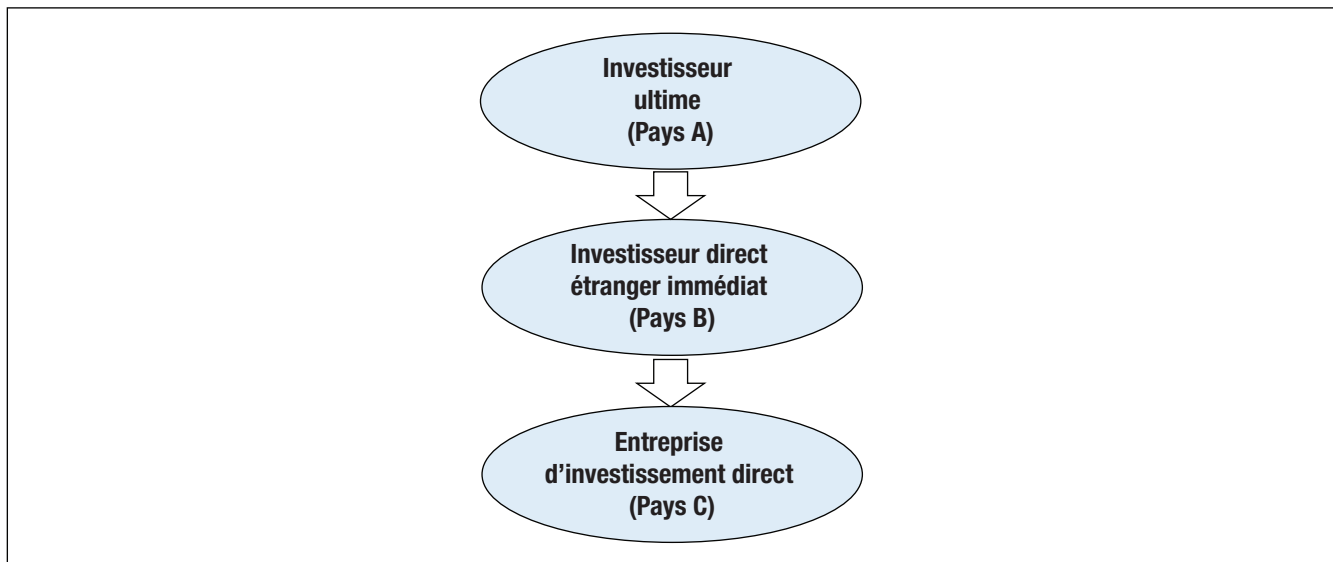 Investisseur
ultime
(Pays A)
Investisseur direct
étranger immédiat
(Pays B)
Entreprise
d’investissement direct
(Pays C)